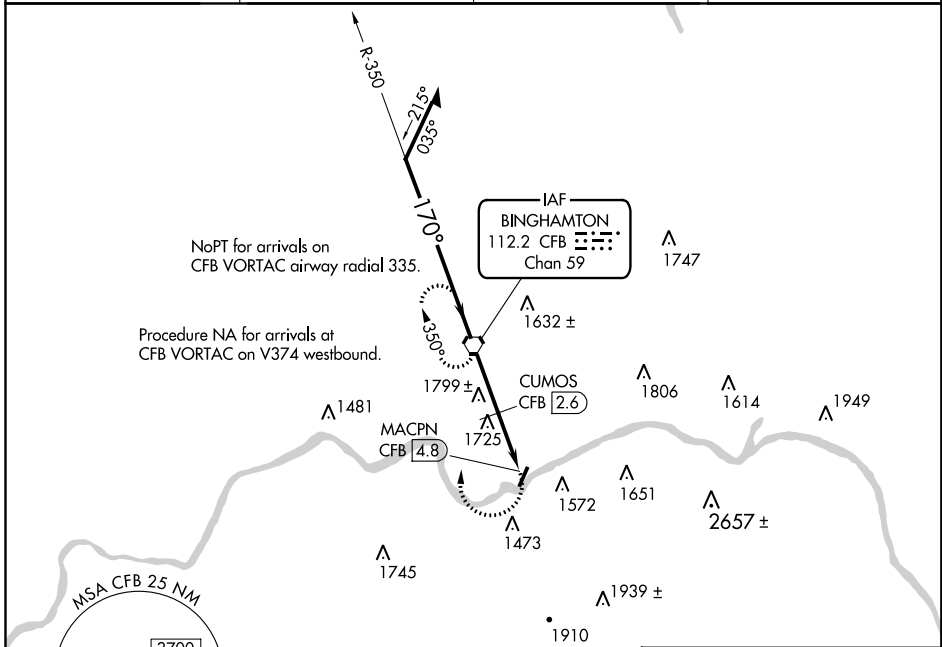 R-350
215°
035°
170°
IAF
BINGHAMTON
112.2 CFB
Chan 59
1747
NoPT for arrivals on
CFB VORTAC airway radial 335.
1632 ±
Procedure NA for arrivals at
CFB VORTAC on V374 westbound.
350°
1799 ±
CUMOS
CFB 2.6
1806
1614
1949
1481
1725
MACPN
CFB 4.8
1572
1651
2657 ±
1473
1745
MSA CFB 25 NM
1939 ±
3700
1910